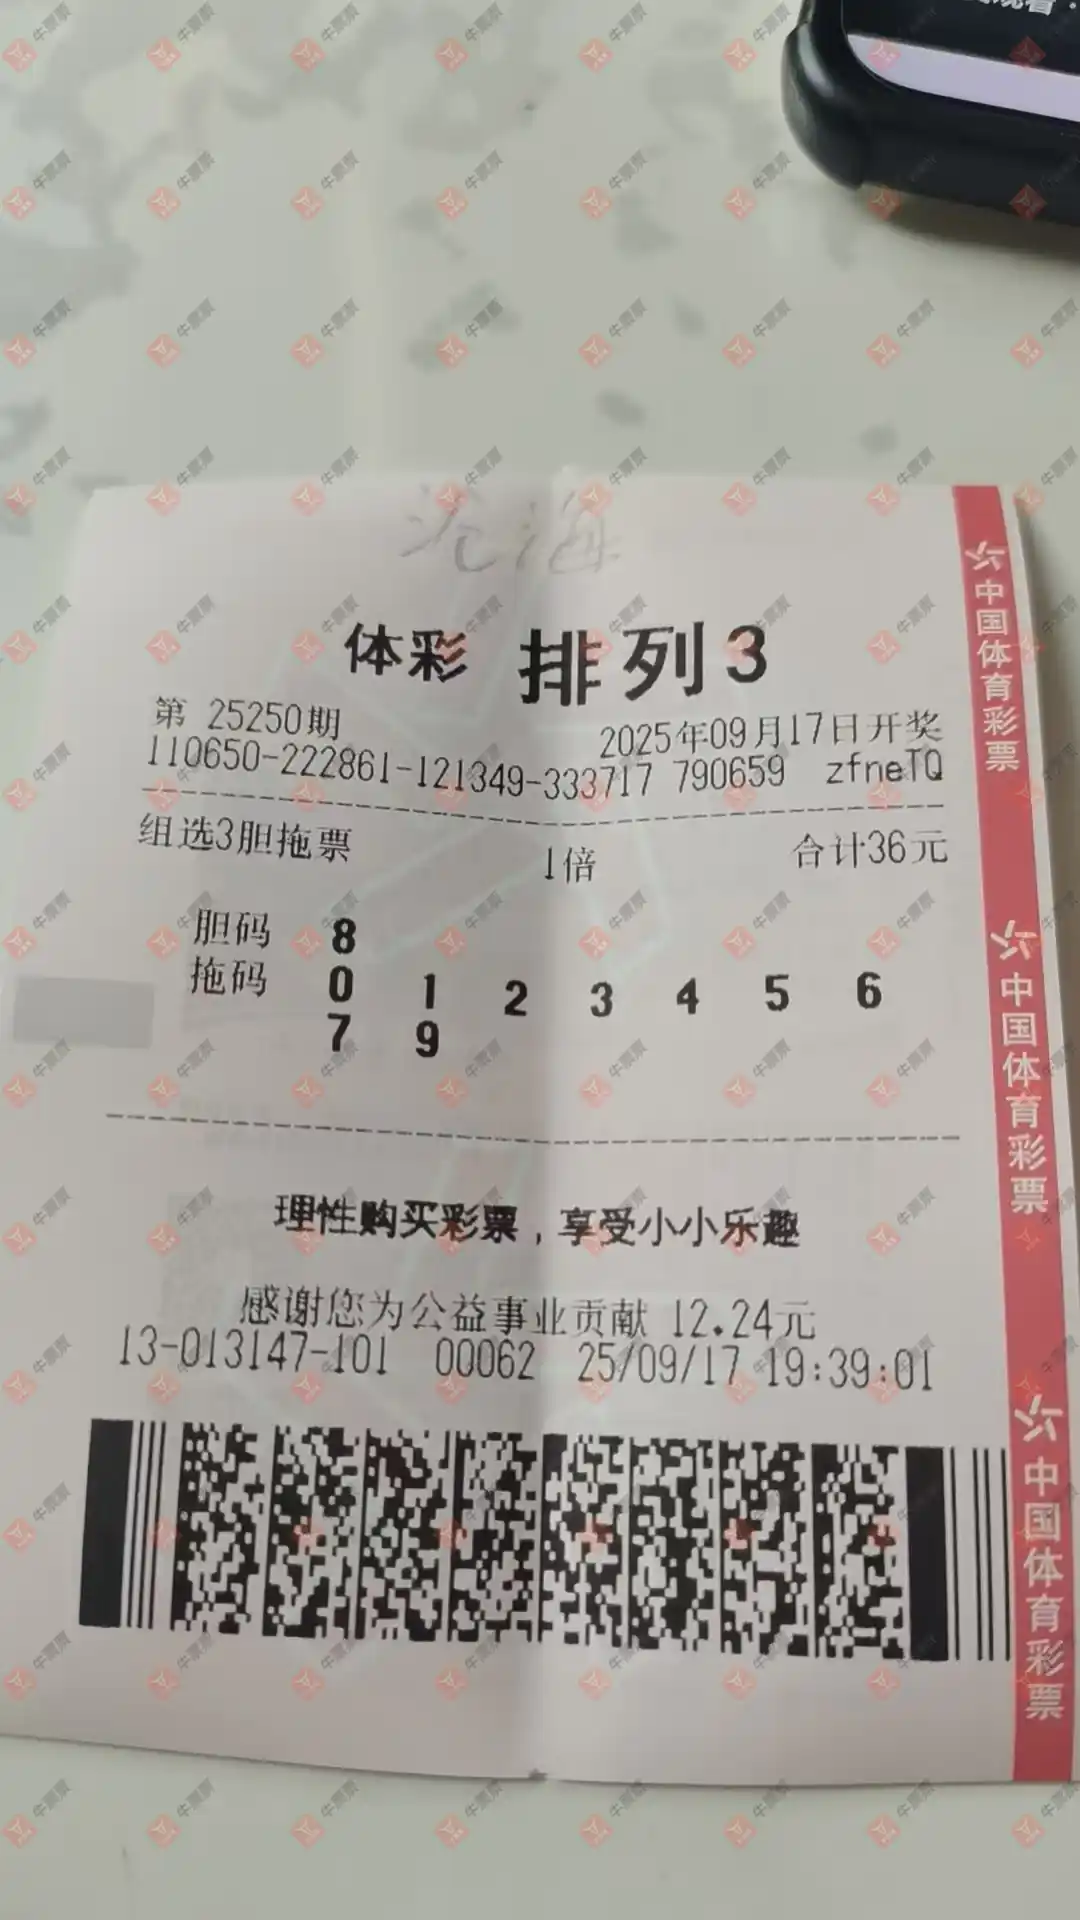 沧海
体彩 排列3
第 25250期 2025年09月17日开奖
110650-222861-121349-333717 790659 zfneTQ
组选3胆拖票 1倍 合计36元
胆码 8
拖码 0 1 2 3 4 5 6
7 9
理性购买彩票，享受小小乐趣
感谢您为公益事业贡献 12.24元
13-013147-101 00062 25/09/17 19:39:01
中国体育彩票
中国体育彩票
中国体育彩票
牛票票